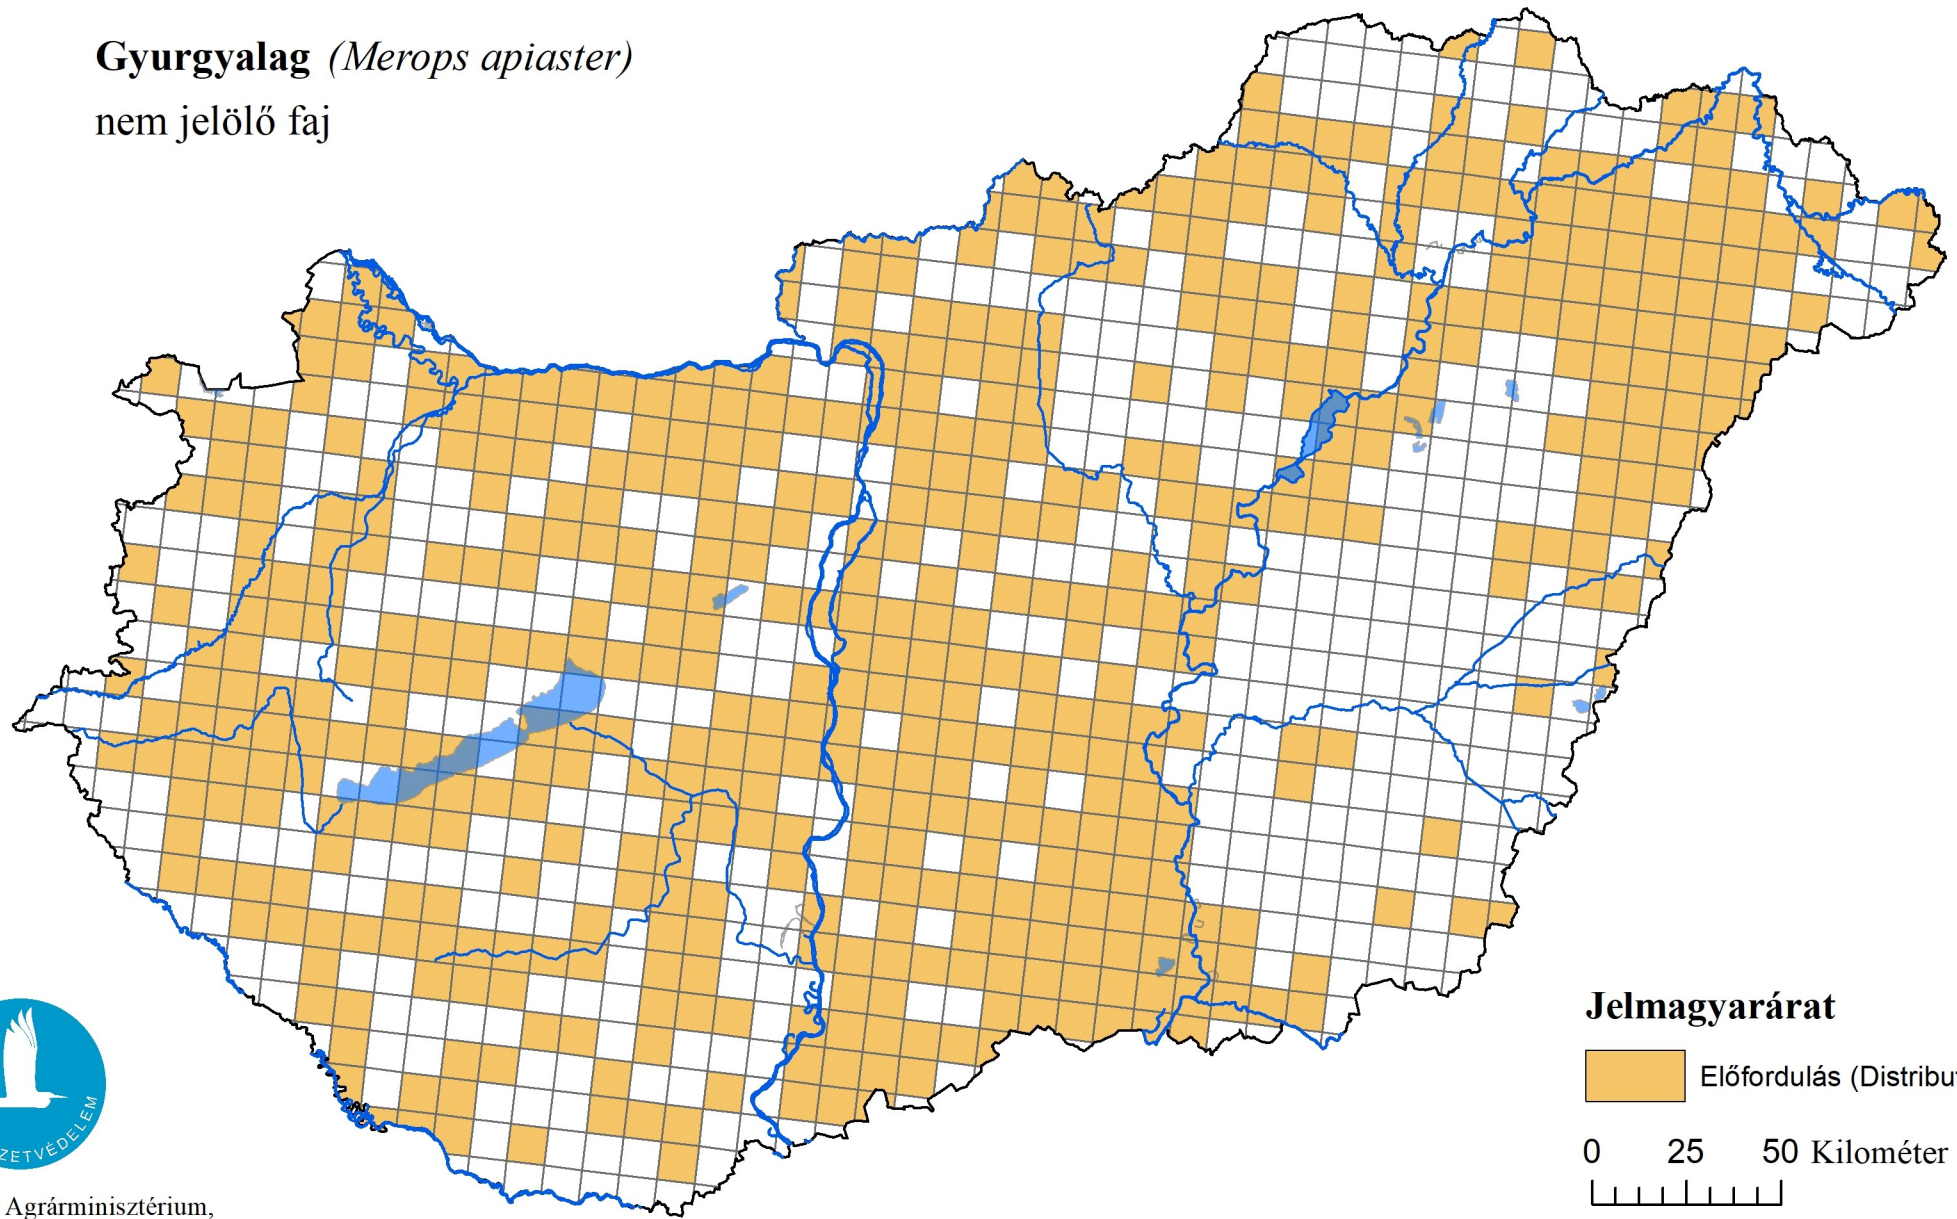 Gyurgyalag (Merops apiaster)
nem jelölő faj
Jelmagyarárat
Előfordulás (Distribu
0 25 50 Kilométer
ZETVÉDELEM
Agrárminisztérium,